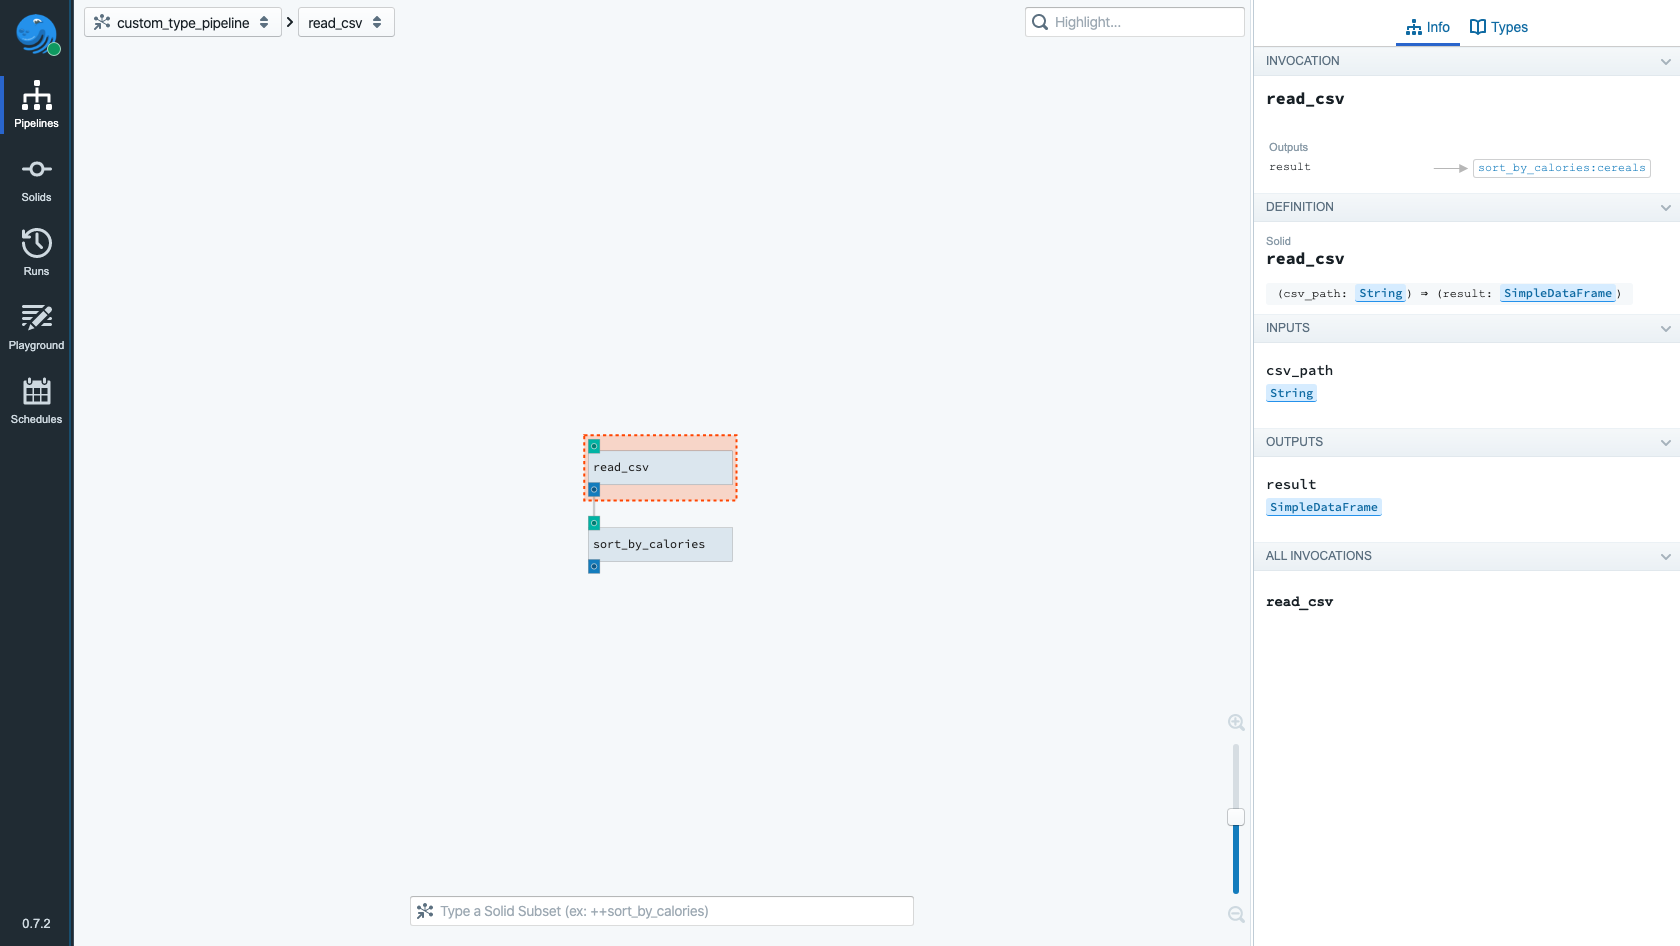 custom_type_pipeline
read_csv
Highlight...
Info
Types
Pipelines
Solids
Runs
Playground
Schedules
0.7.2
read_csv
sort_by_calories
Type a Solid Subset (ex: ++sort_by_calories)
INVOCATION
read_csv
Outputs
result
sort_by_calories:cereals
DEFINITION
Solid
read_csv
(csv_path: String) ⇒ (result: SimpleDataFrame)
INPUTS
csv_path
String
OUTPUTS
result
SimpleDataFrame
ALL INVOCATIONS
read_csv